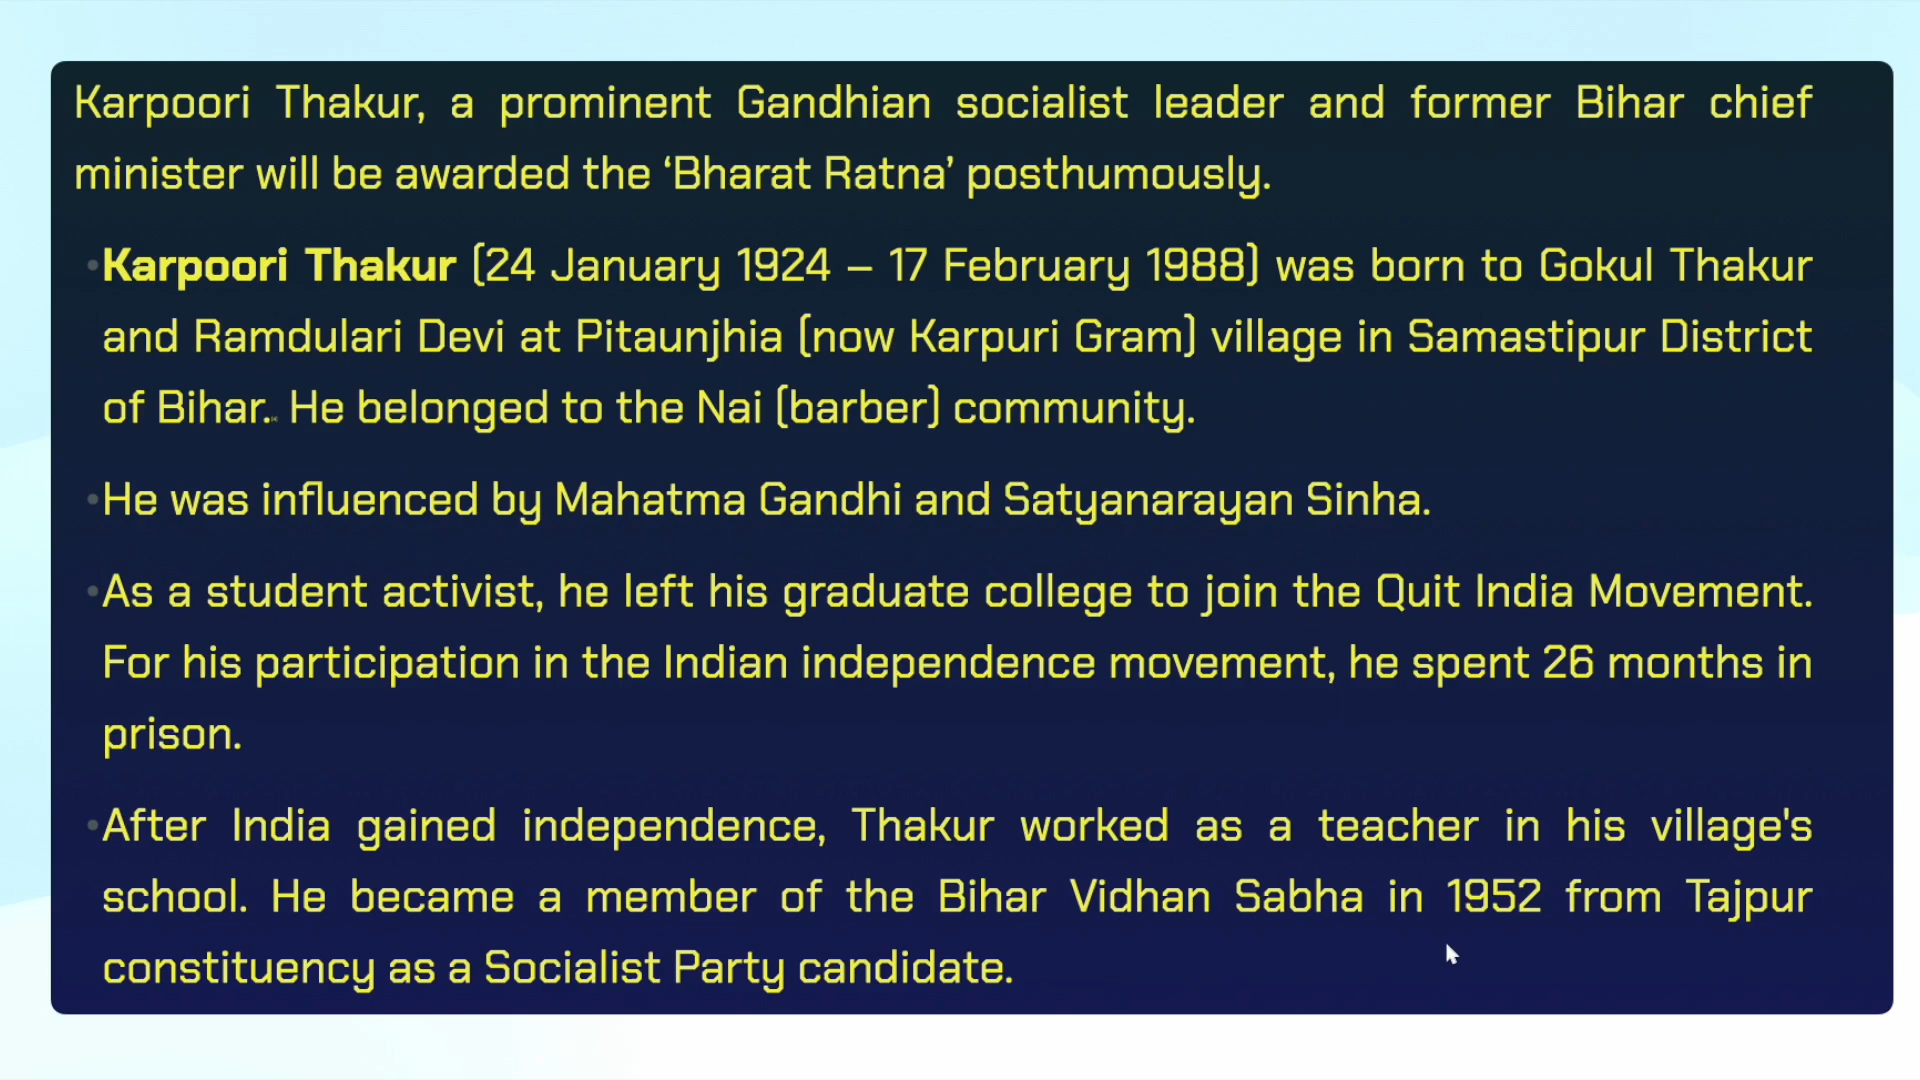 Karpoori Thakur, a prominent Gandhian socialist leader and former Bihar chief
minister will be awarded the ‘Bharat Ratna’ posthumously.
•Karpoori Thakur (24 January 1924 – 17 February 1988) was born to Gokul Thakur
and Ramdulari Devi at Pitaunjhia (now Karpuri Gram) village in Samastipur District
of Bihar. He belonged to the Nai (barber) community.
•He was influenced by Mahatma Gandhi and Satyanarayan Sinha.
•As a student activist, he left his graduate college to join the Quit India Movement.
For his participation in the Indian independence movement, he spent 26 months in
prison.
•After India gained independence, Thakur worked as a teacher in his village's
school. He became a member of the Bihar Vidhan Sabha in 1952 from Tajpur
constituency as a Socialist Party candidate.